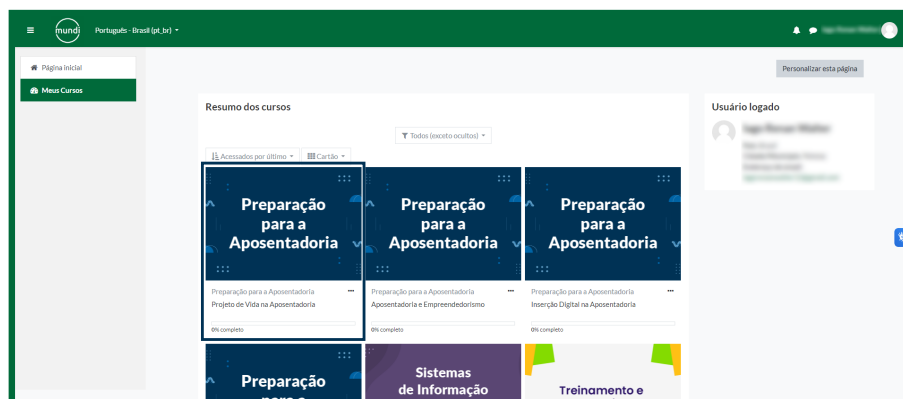 mundi
Português - Brasil (pt_br)
Página inicial
Meus Cursos
Personalizar esta página
Resumo dos cursos
Todos (exceto ocultos)
Acessados por último
Cartão
Preparação
para a
Aposentadoria
Preparação para a Aposentadoria
Projeto de Vida na Aposentadoria
0% completo
Preparação
para a
Aposentadoria
Preparação para a Aposentadoria
Aposentadoria e Empreendedorismo
0% completo
Preparação
para a
Aposentadoria
Preparação para a Aposentadoria
Inserção Digital na Aposentadoria
0% completo
Preparação
Sistemas
de Informação
Treinamento e
Usuário logado